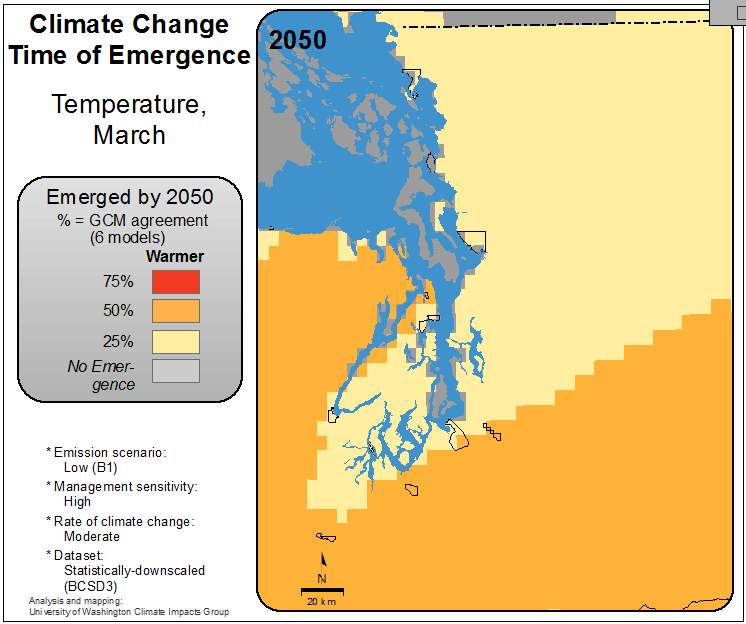 Climate Change
Time of Emergence
Temperature,
March
Emerged by 2050
% = GCM agreement
(6 models)
Warmer
75%
50%
25%
No Emer-
gence
* Emission scenario:
Low (B1)
* Management sensitivity:
High
* Rate of climate change:
Moderate
* Dataset:
Statistically-downscaled
(BCSD3)
Analysis and mapping:
University of Washington Climate Impacts Group
2050
N
20 km